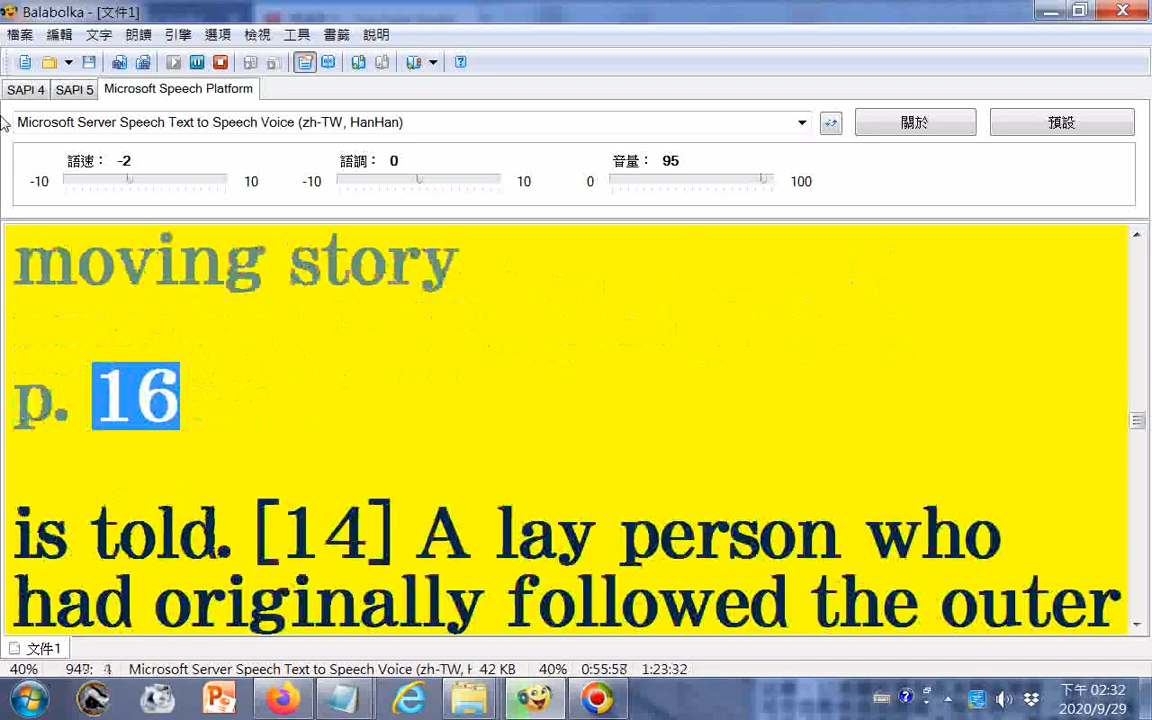 Balabolka - [文件1]
檔案 編輯 文字 朗讀 引擎 選項 檢視 工具 書籤 說明
SAPI 4 SAPI 5 Microsoft Speech Platform
Microsoft Server Speech Text to Speech Voice (zh-TW, HanHan) 關於 預設
語速： -2 語調： 0 音量： 95
-10 10 -10 10 0 100
moving story
p. 16
is told. [14] A lay person who
had originally followed the outer
文件1
40% Microsoft Server Speech Text to Speech Voice (zh-TW, 42 KB 40% 0:55:58 1:23:32
下午 02:32
2020/9/29